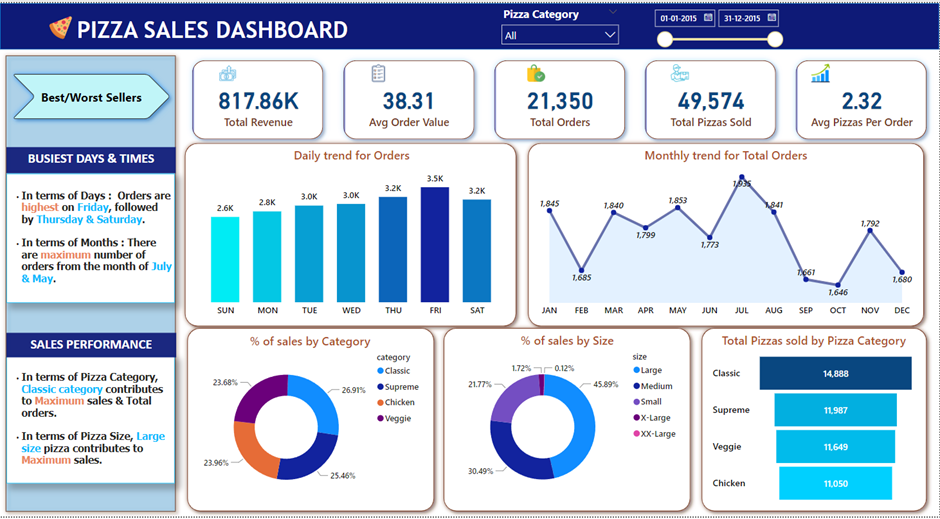 PIZZA SALES DASHBOARD
Pizza Category
All
01-01-2015
31-12-2015
Best/Worst Sellers
817.86K
Total Revenue
38.31
Avg Order Value
21,350
Total Orders
49,574
Total Pizzas Sold
2.32
Avg Pizzas Per Order
BUSIEST DAYS & TIMES
• In terms of Days : Orders are
highest on Friday, followed
by Thursday & Saturday.
• In terms of Months : There
are maximum number of
orders from the month of July
& May.
SALES PERFORMANCE
• In terms of Pizza Category,
Classic category contributes
to Maximum sales & Total
orders.
• In terms of Pizza Size, Large
size pizza contributes to
Maximum sales.
Daily trend for Orders
2.6K
2.8K
3.0K
3.0K
3.2K
3.5K
3.2K
SUN MON TUE WED THU FRI SAT
Monthly trend for Total Orders
1,845
1,685
1,840
1,799
1,853
1,773
1,935
1,841
1,661
1,646
1,792
1,680
JAN FEB MAR APR MAY JUN JUL AUG SEP OCT NOV DEC
% of sales by Category
category
Classic
Supreme
Chicken
Veggie
23.68%
26.91%
23.96%
25.46%
% of sales by Size
size
Large
Medium
Small
X-Large
XX-Large
1.72%
0.12%
21.77%
45.89%
30.49%
Total Pizzas sold by Pizza Category
Classic 14,888
Supreme 11,987
Veggie 11,649
Chicken 11,050